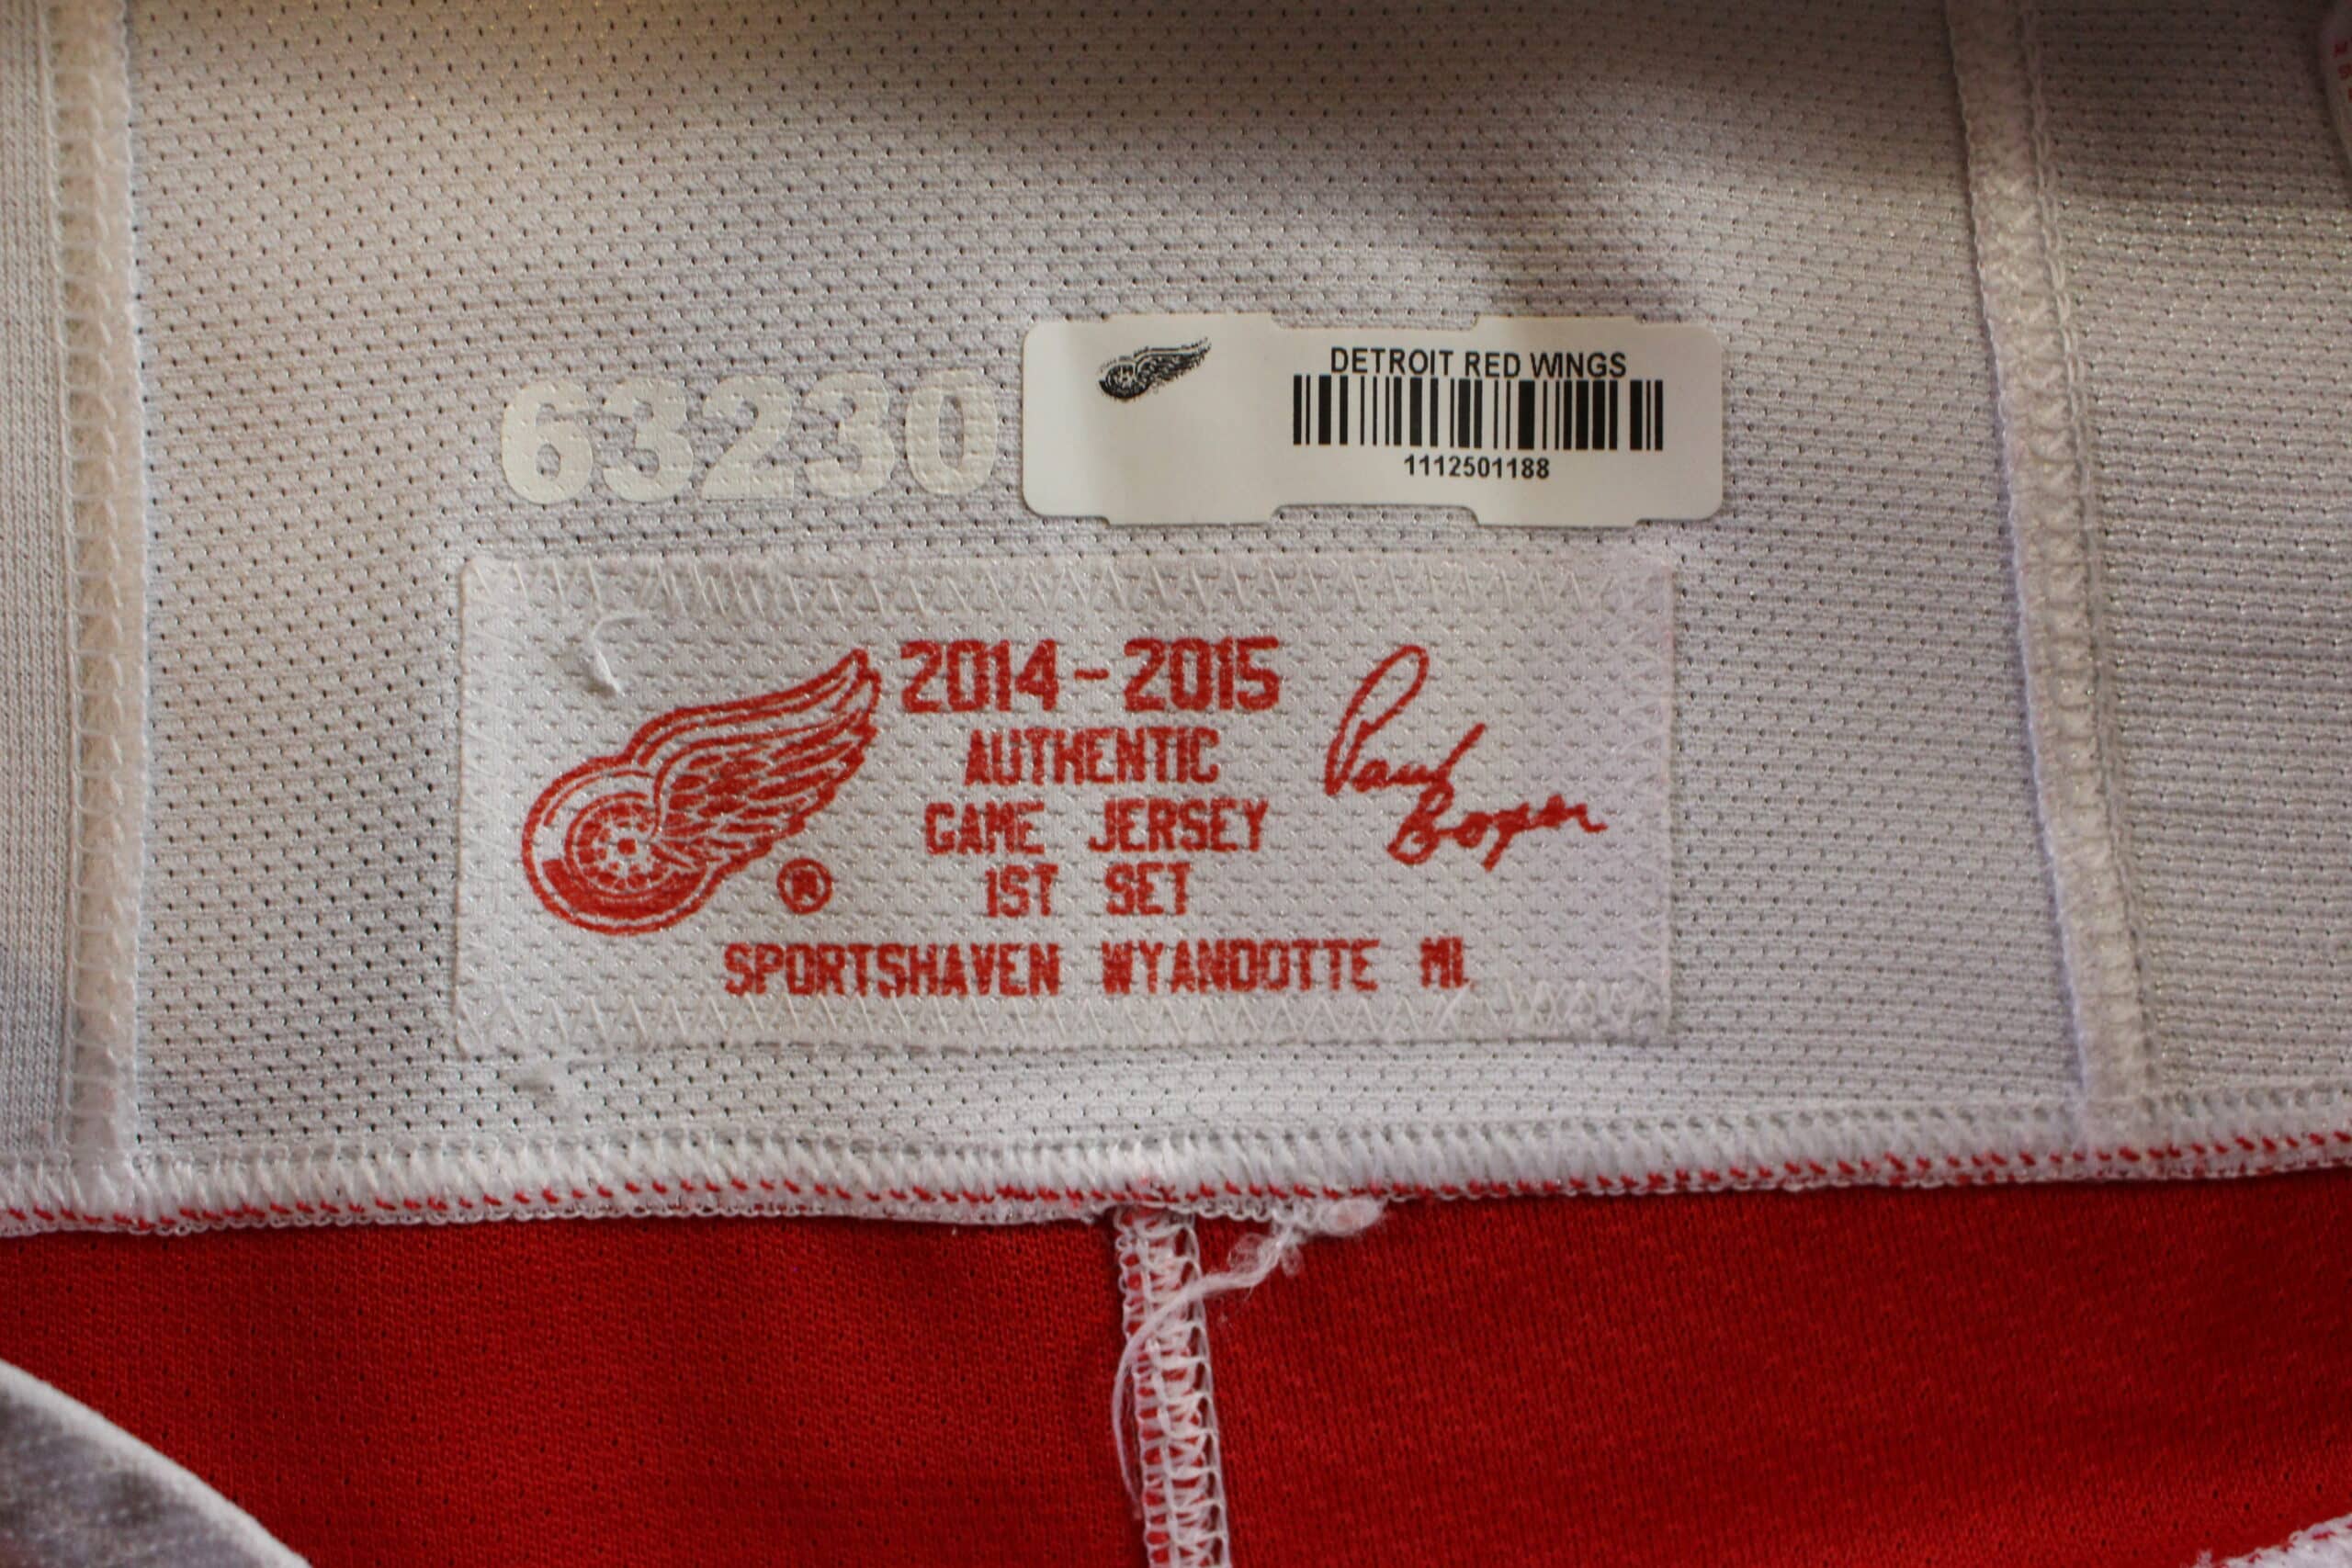 DETROIT RED WINGS
63230
1112501188
2014-2015
AUTHENTIC
GAME JERSEY
1ST SET
Paul
Boyer
SPORTSHAVEN WYANDOTTE MI.
®